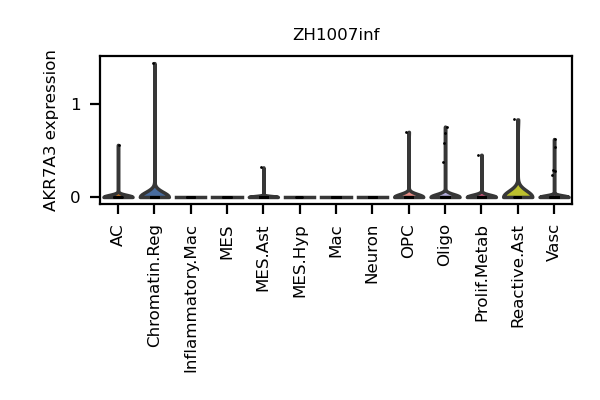 ZH1007inf
AKR7A3 expression
1
0
AC
Chromatin.Reg
Inflammatory.Mac
MES
MES.Ast
MES.Hyp
Mac
Neuron
OPC
Oligo
Prolif.Metab
Reactive.Ast
Vasc